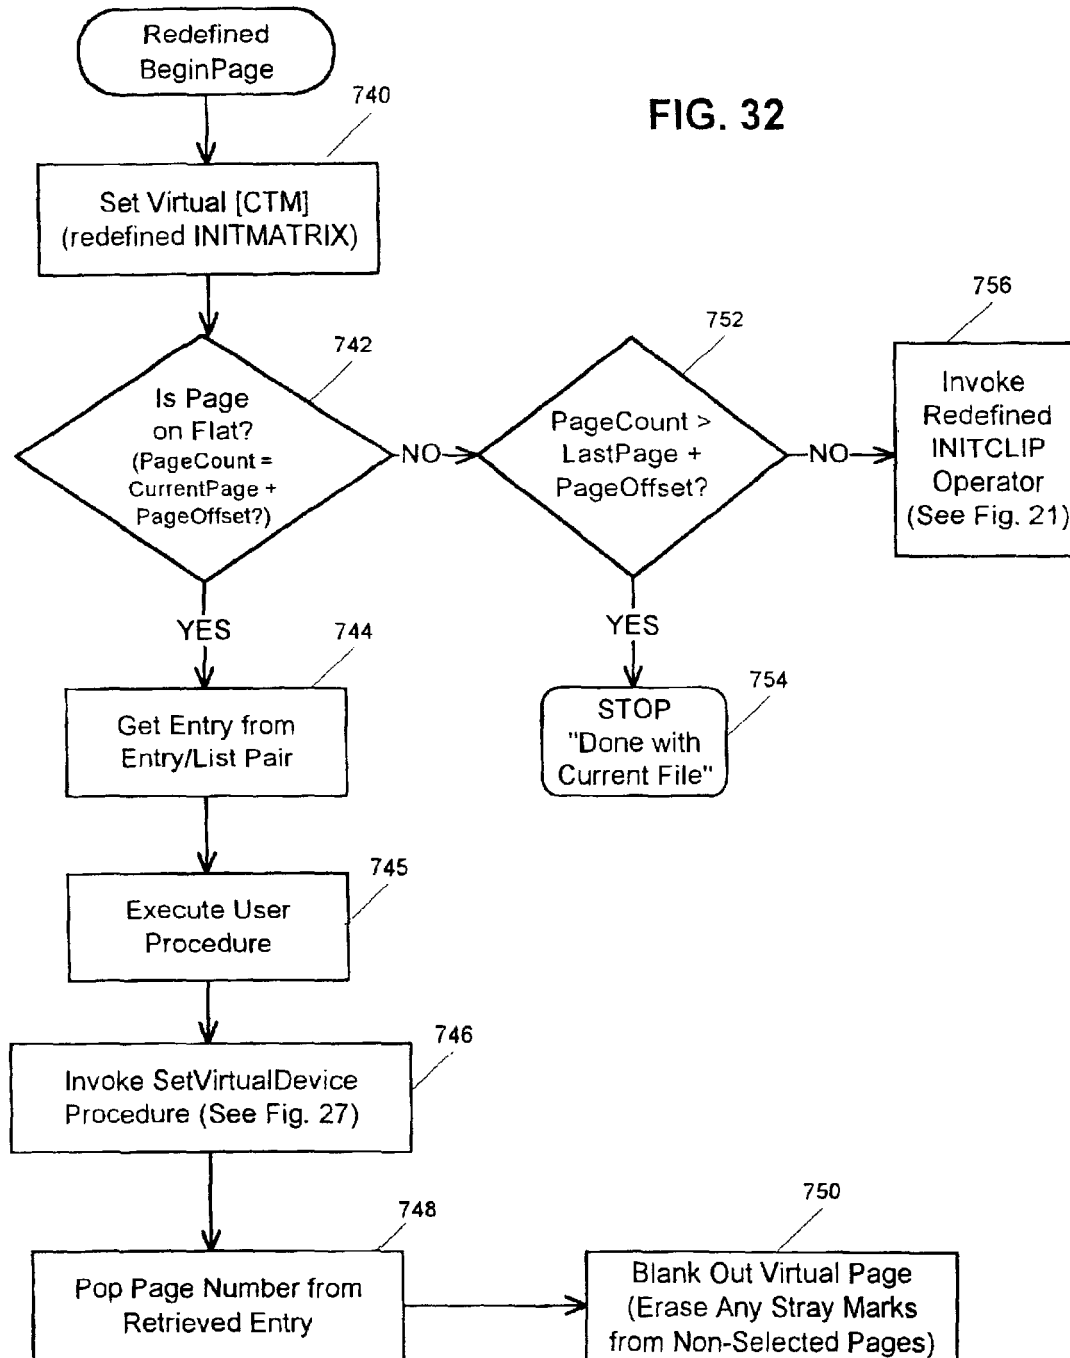 Redefined
BeginPage
740
FIG. 32
Set Virtual [CTM]
(redefined INITMATRIX)
742
Is Page
on Flat?
(PageCount =
CurrentPage +
PageOffset?)
NO
752
PageCount >
LastPage +
PageOffset?
NO
756
Invoke
Redefined
INITCLIP
Operator
(See Fig. 21)
YES
744
Get Entry from
Entry/List Pair
YES
754
STOP
"Done with
Current File"
745
Execute User
Procedure
746
Invoke SetVirtualDevice
Procedure (See Fig. 27)
748
Pop Page Number from
Retrieved Entry
750
Blank Out Virtual Page
(Erase Any Stray Marks
from Non-Selected Pages)